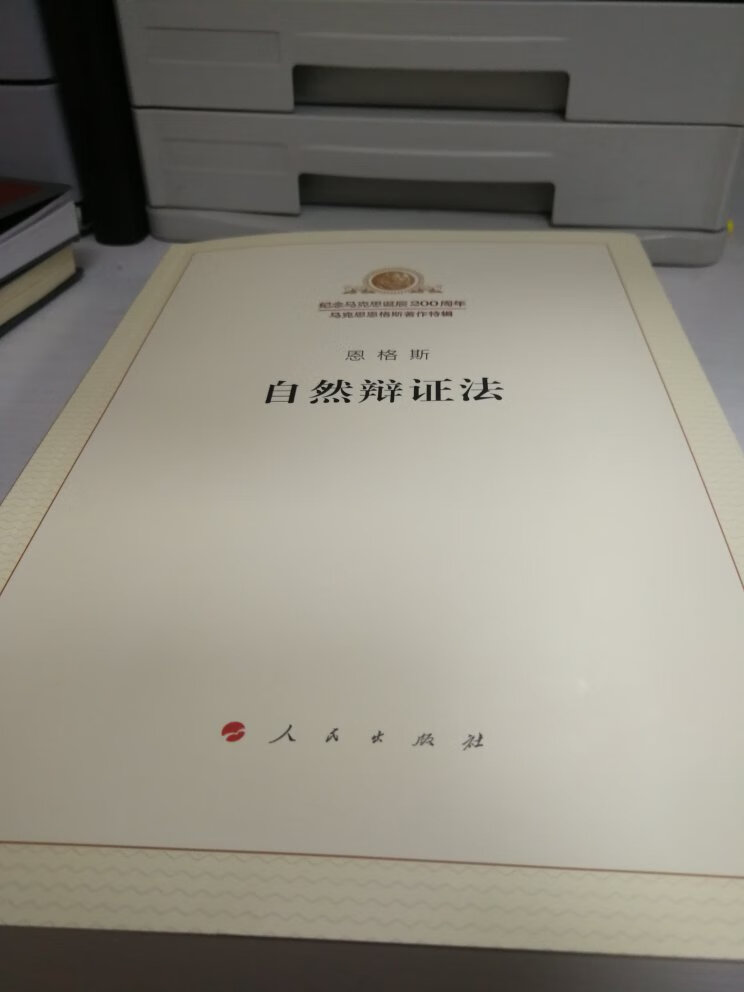 纪念马克思诞辰200周年
马克思恩格斯著作特辑
恩格斯
自然辩证法
人民出版社